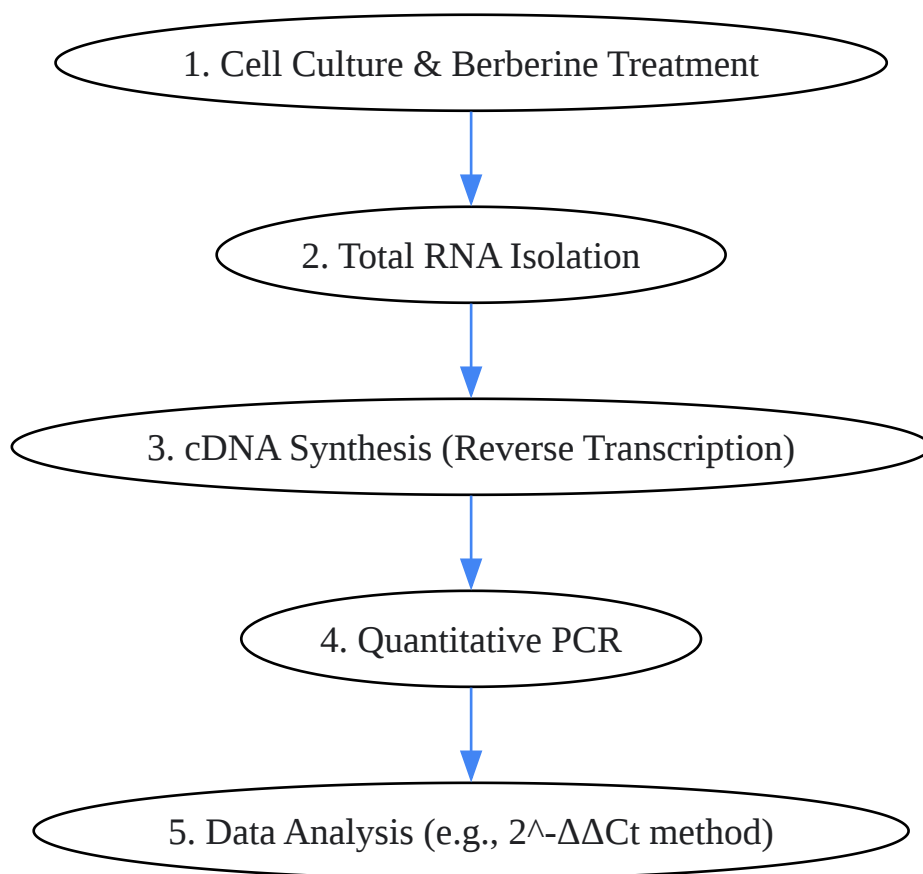 1. Cell Culture & Berberine Treatment
2. Total RNA Isolation
3. cDNA Synthesis (Reverse Transcription)
4. Quantitative PCR
5. Data Analysis (e.g., 2^-ΔΔCt method)